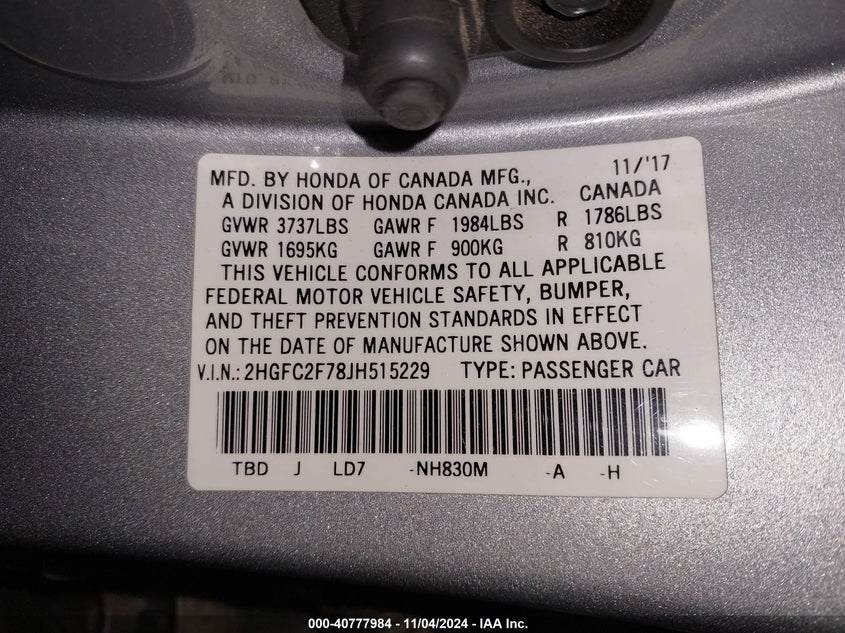 MFD. BY HONDA OF CANADA MFG., 11/'17
A DIVISION OF HONDA CANADA INC. CANADA
GVWR 3737LBS GAWR F 1984LBS R 1786LBS
GVWR 1695KG GAWR F 900KG R 810KG
THIS VEHICLE CONFORMS TO ALL APPLICABLE
FEDERAL MOTOR VEHICLE SAFETY, BUMPER,
AND THEFT PREVENTION STANDARDS IN EFFECT
ON THE DATE OF MANUFACTURE SHOWN ABOVE.
V.I.N.: 2HGFC2F78JH515229 TYPE: PASSENGER CAR
TBD J LD7 -NH830M -A -H
000-40777984 - 11/04/2024 - IAA Inc.